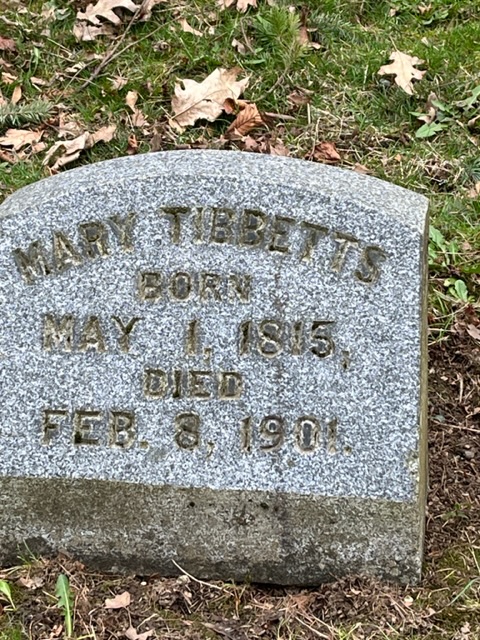 MARY TIBBETTS
BORN
MAY 1, 1815,
DIED
FEB. 8, 1901.